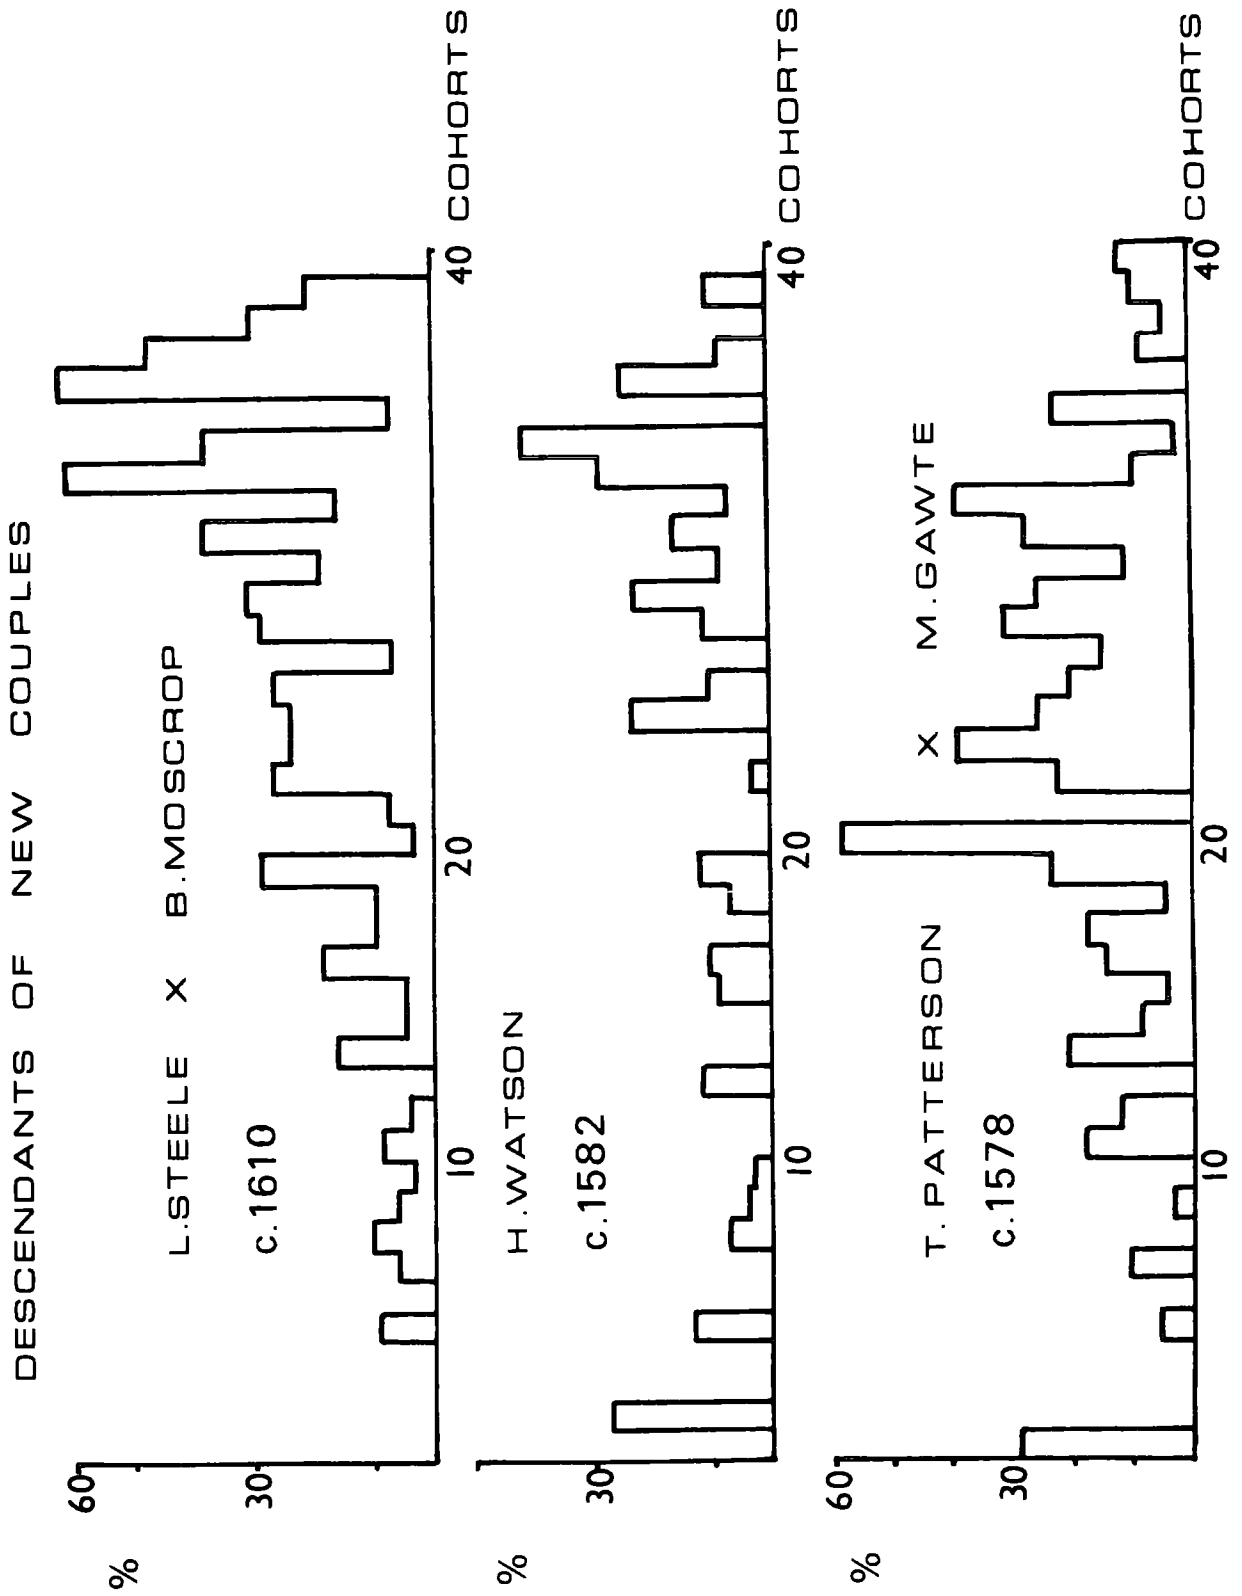 DESCENDANTS OF NEW COUPLES
%
60
30
L.STEELE X B.MOSCROP
c.1610
10
20
40 COHORTS
%
30
H.WATSON
c.1582
10
20
40 COHORTS
%
60
30
T. PATTERSON X M.GAWTE
c.1578
10
20
40
COHORTS